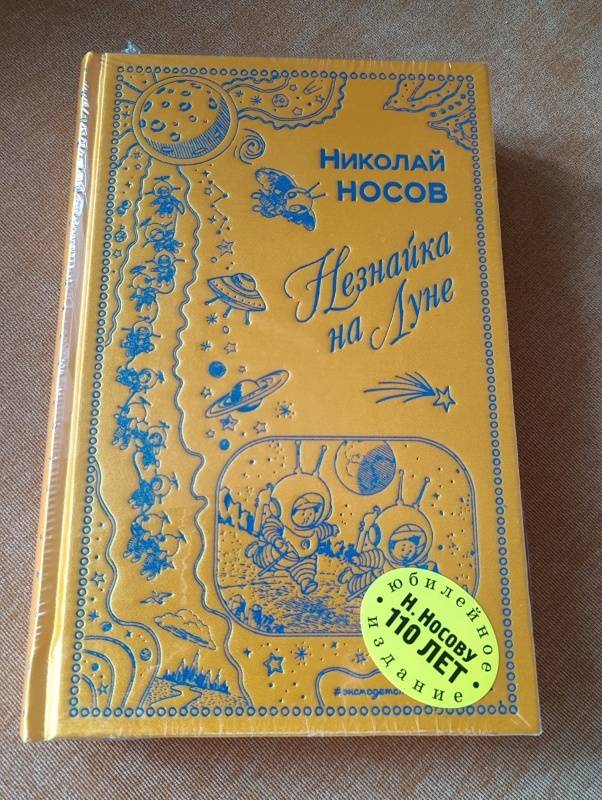 Николай
Носов
Незнайка
на Луне
юбилейное
Н. Носову
110 ЛЕТ
издание